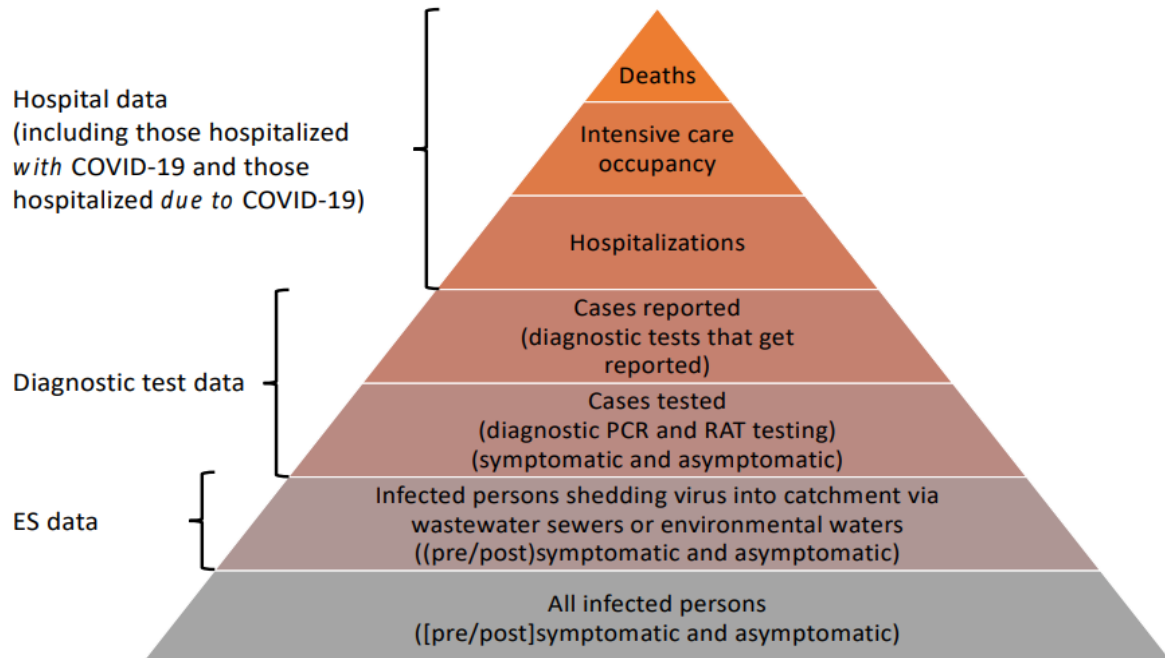 Deaths
Intensive care
occupancy
Hospitalizations
Cases reported
(diagnostic tests that get
reported)
Cases tested
(diagnostic PCR and RAT testing)
(symptomatic and asymptomatic)
Infected persons shedding virus into catchment via
wastewater sewers or environmental waters
((pre/post)symptomatic and asymptomatic)
All infected persons
([pre/post]symptomatic and asymptomatic)
Hospital data
(including those hospitalized
with COVID-19 and those
hospitalized due to COVID-19)
Diagnostic test data
ES data